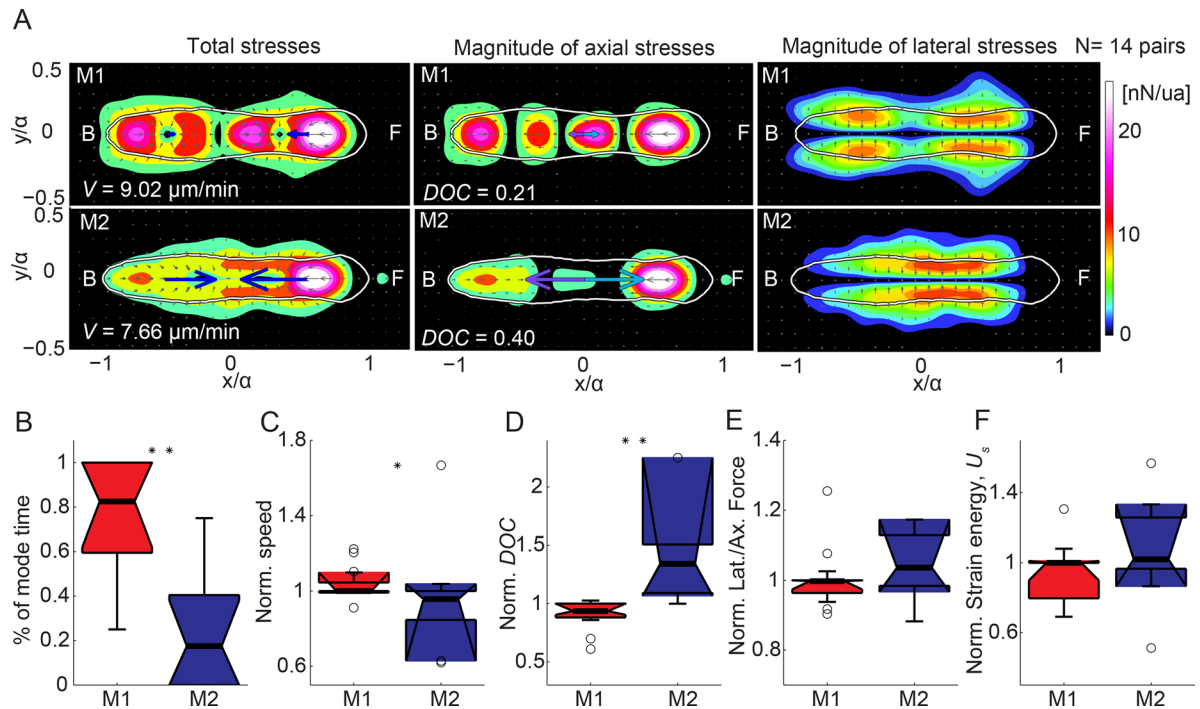 A
Total stresses
Magnitude of axial stresses
Magnitude of lateral stresses
N= 14 pairs
0.5
M1
M1
M1
[nN/ua]
y/α
0
B
F
B
F
B
F
20
-0.5
V = 9.02 µm/min
DOC = 0.21
0.5
M2
M2
M2
10
y/α
0
B
F
B
F
B
F
-0.5
V = 7.66 µm/min
DOC = 0.40
0
−1
0
1
−1
0
1
−1
0
1
x/α
x/α
x/α
B
% of mode time
1
0.8
0.6
0.4
0.2
0
* *
M1
M2
C
Norm. speed
1.8
1.4
1
0.6
*
M1
M2
D
Norm. DOC
2
1.5
1
0.5
* *
M1
M2
E
Norm. Lat./Ax. Force
1.4
1.2
1
0.8
M1
M2
F
Norm. Strain energy, Us
1.4
1
0.6
M1
M2